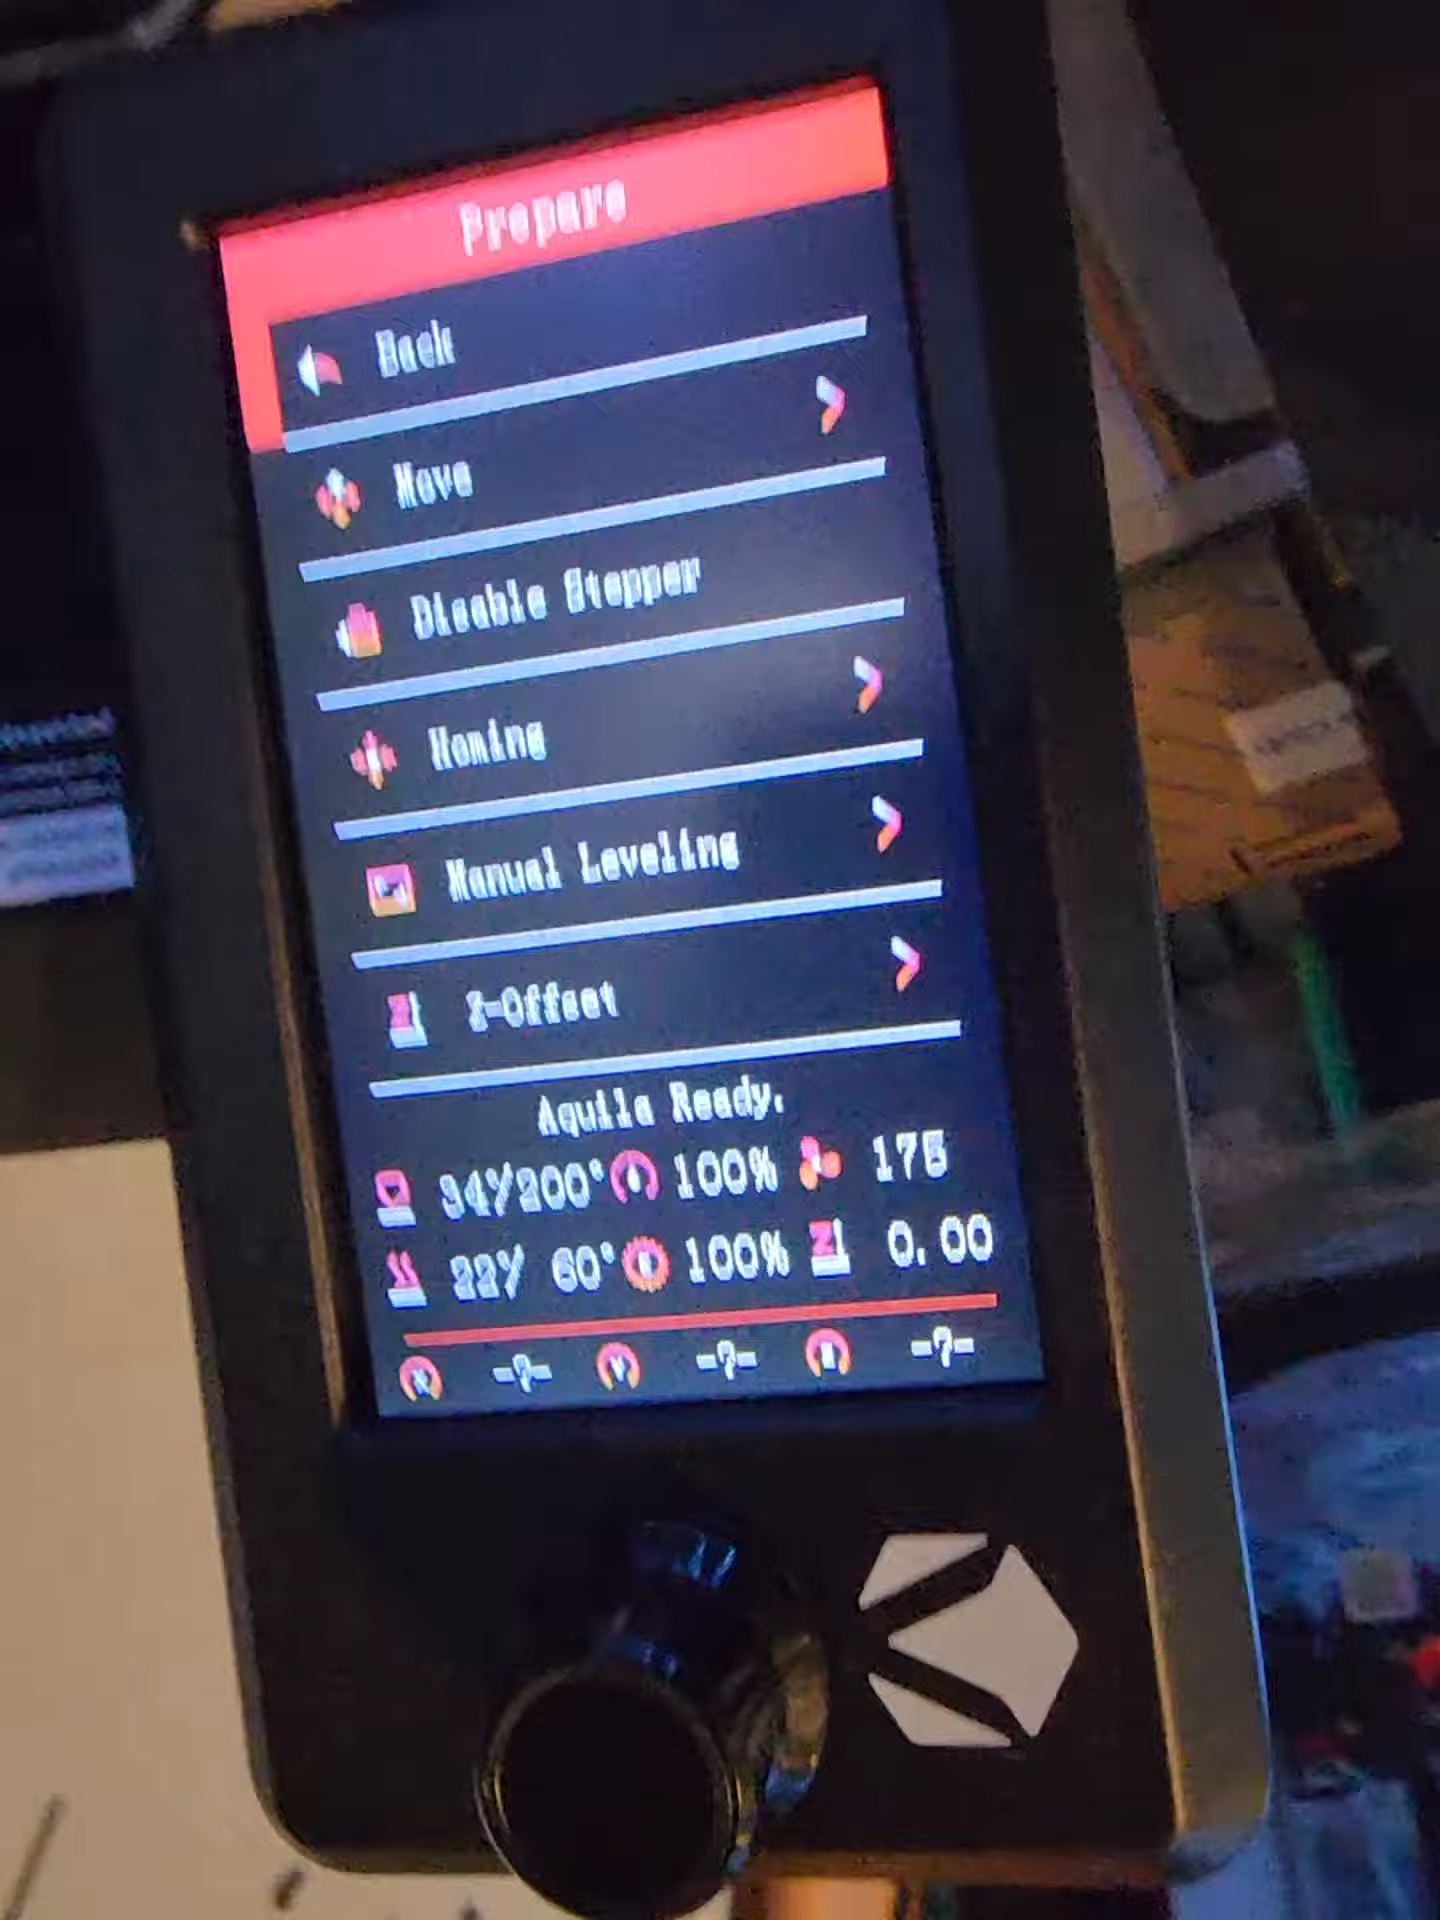 Prepare
Back
Move
Disable Stepper
Homing
Manual Leveling
Z-Offset
Aquila Ready.
34/200° 100% 175
22/ 60° 100% 0.00
X -?- Y -?- Z -?-